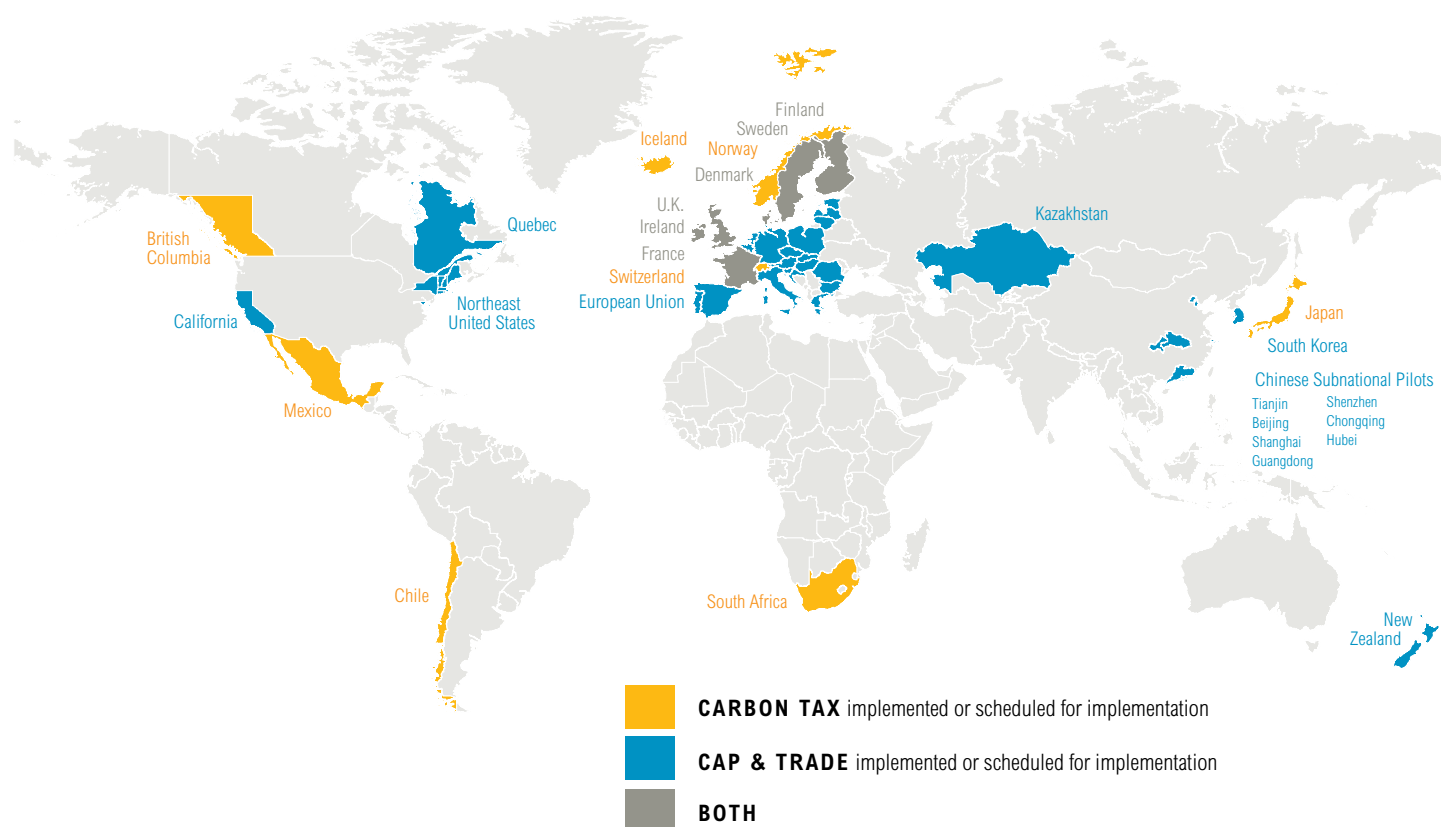 Finland
Sweden
Iceland
Norway
Denmark
U.K.
Ireland
France
Switzerland
European Union
British
Columbia
Quebec
Northeast
United States
California
Mexico
Chile
South Africa
Kazakhstan
Japan
South Korea
Chinese Subnational Pilots
Tianjin
Beijing
Shanghai
Guangdong
Shenzhen
Chongqing
Hubei
New
Zealand
CARBON TAX implemented or scheduled for implementation
CAP & TRADE implemented or scheduled for implementation
BOTH